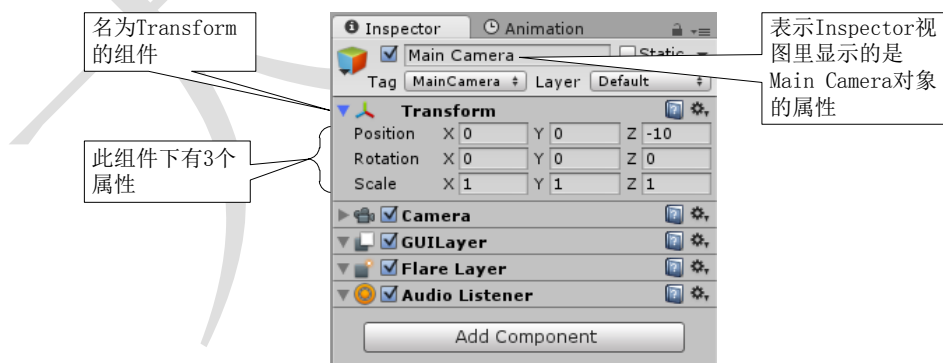 名为Transform
的组件
此组件下有3个
属性
Inspector
Animation
Main Camera
Static
Tag MainCamera Layer Default
Transform
Position X 0 Y 0 Z -10
Rotation X 0 Y 0 Z 0
Scale X 1 Y 1 Z 1
Camera
GUILayer
Flare Layer
Audio Listener
Add Component
表示Inspector视
图里显示的是
Main Camera对象
的属性